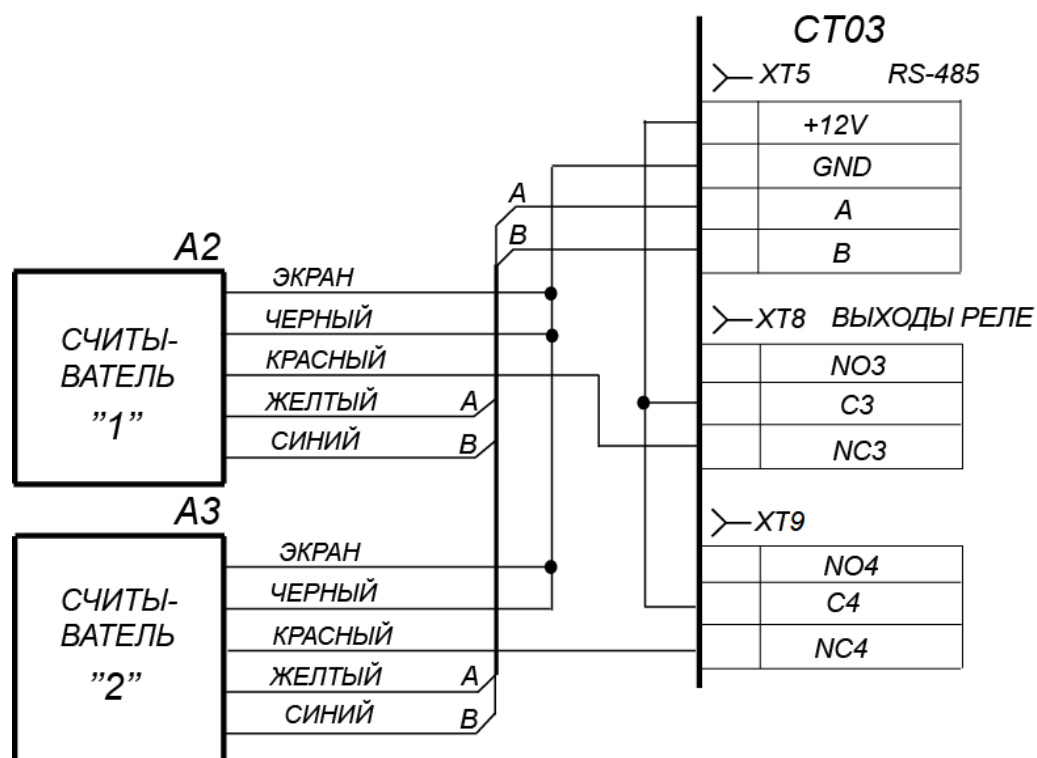 CT03
XT5 RS-485
+12V
GND
A
B
A
B
A2
СЧИТЫ-
ВАТЕЛЬ
"1"
ЭКРАН
ЧЕРНЫЙ
КРАСНЫЙ
ЖЕЛТЫЙ A
СИНИЙ B
XT8 ВЫХОДЫ РЕЛЕ
NO3
C3
NC3
A3
СЧИТЫ-
ВАТЕЛЬ
"2"
ЭКРАН
ЧЕРНЫЙ
КРАСНЫЙ
ЖЕЛТЫЙ A
СИНИЙ B
XT9
NO4
C4
NC4